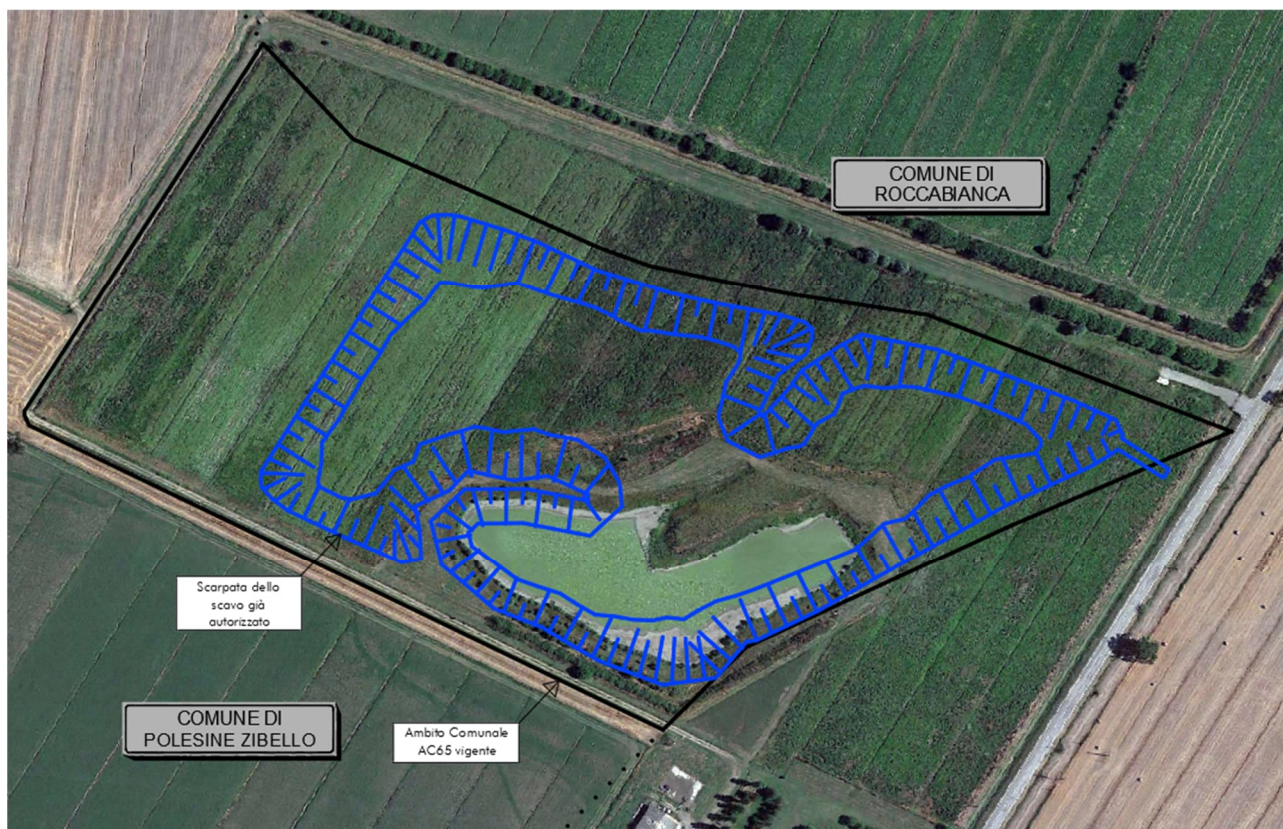 COMUNE DI
ROCCABIANCA
Scarpata dello
scavo già
autorizzato
COMUNE DI
POLESINE ZIBELLO
Ambito Comunale
AC65 vigente